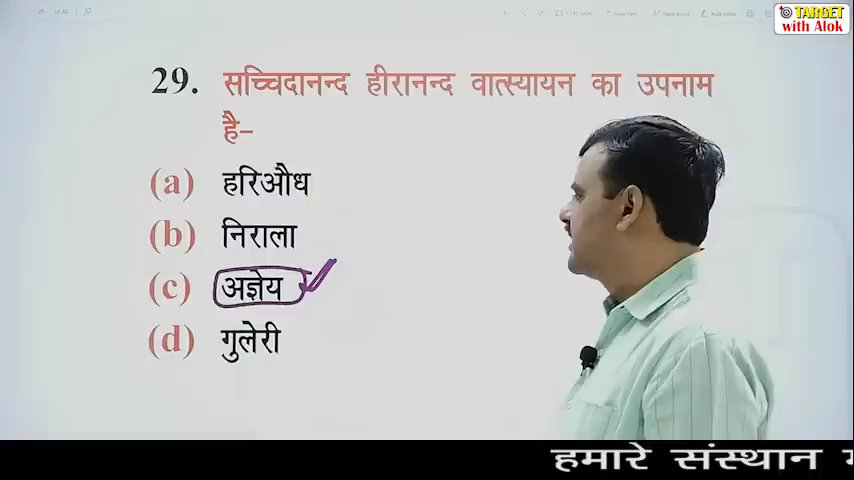 TARGET
with Alok
29. सच्चिदानन्द हीरानन्द वात्स्यायन का उपनाम
है–
(a) हरिऔध
(b) निराला
(c) अज्ञेय
(d) गुलेरी
हमारे संस्थान